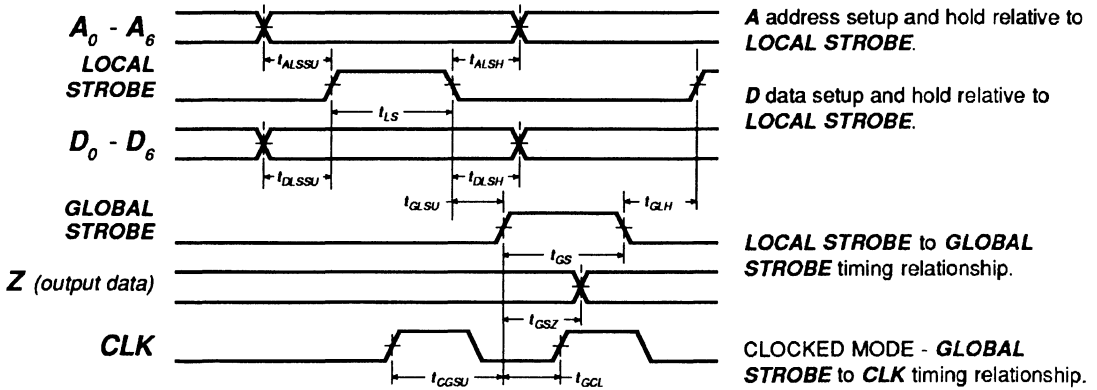 A0 - A6
A address setup and hold relative to
LOCAL STROBE.
tALSSU
tALSH
LOCAL
STROBE
tLS
D data setup and hold relative to
LOCAL STROBE.
D0 - D6
tDLSSU
tDLSH
tGLSU
tGLH
GLOBAL
STROBE
tGS
LOCAL STROBE to GLOBAL
STROBE timing relationship.
Z (output data)
tGSZ
CLK
tCGSU
tGCL
CLOCKED MODE - GLOBAL
STROBE to CLK timing relationship.